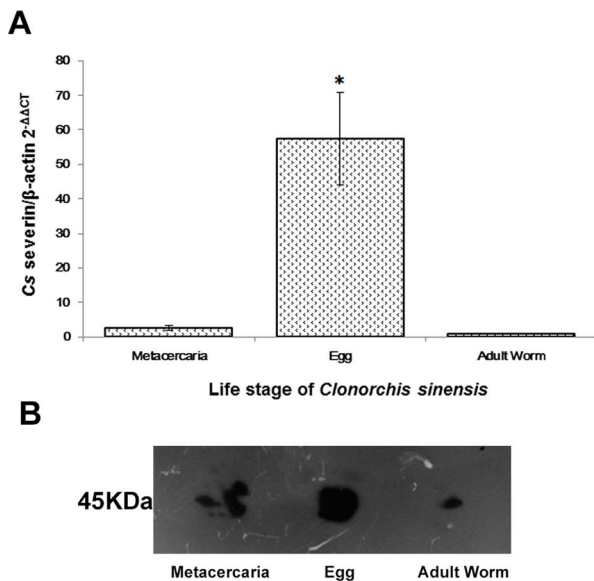 A
Cs severin/β-actin 2-ΔΔCT
80
70
60
50
40
30
20
10
0
*
Metacercaria Egg Adult Worm
Life stage of Clonorchis sinensis
B
45KDa
Metacercaria Egg Adult Worm